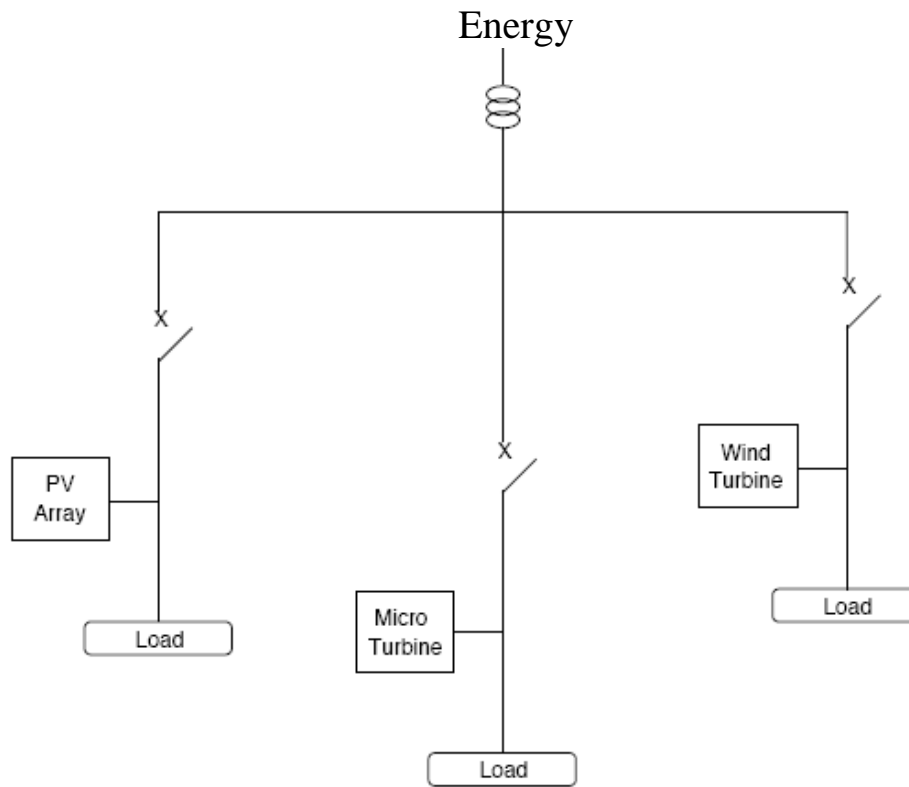 Energy
X
X
X
PV
Array
Wind
Turbine
Load
Micro
Turbine
Load
Load